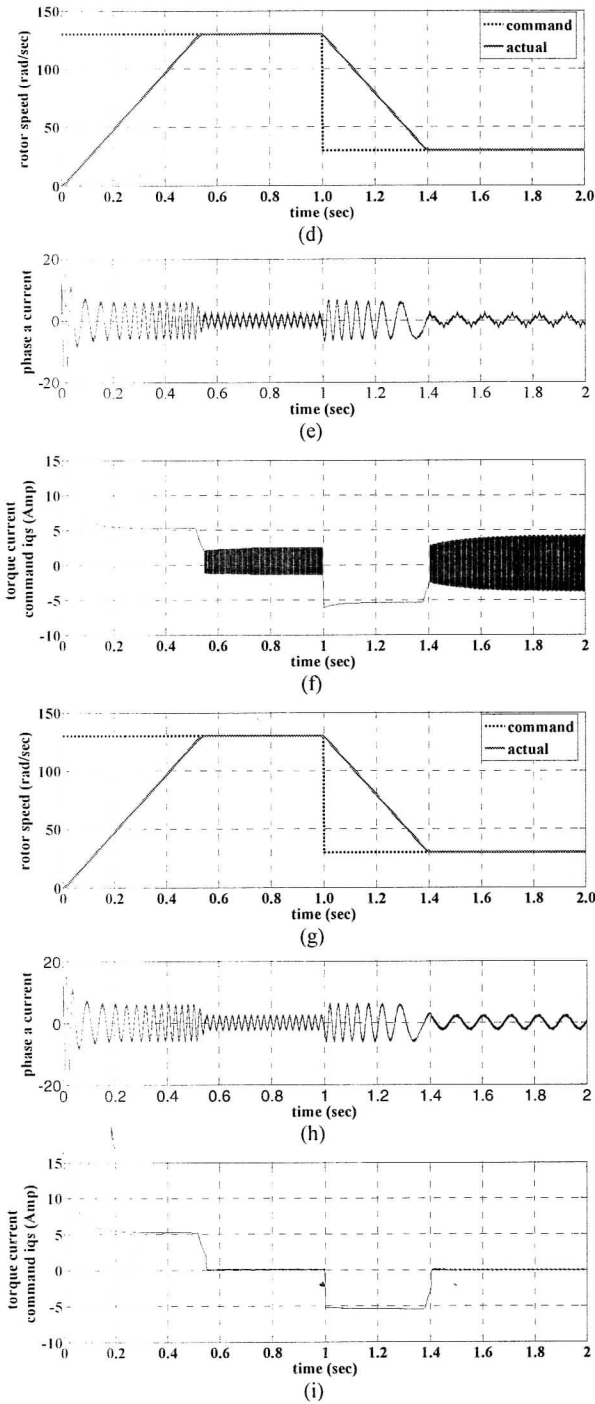 150
100
50
0
rotor speed (rad/sec)
command
actual
0 0.2 0.4 0.6 0.8 1.0 1.2 1.4 1.6 1.8 2.0
time (sec)
(d)
20
0
-20
phase a current
0 0.2 0.4 0.6 0.8 1 1.2 1.4 1.6 1.8 2
time (sec)
(e)
15
10
5
0
-5
-10
torque current
command iqs (Amp)
0 0.2 0.4 0.6 0.8 1 1.2 1.4 1.6 1.8 2
time (sec)
(f)
150
100
50
0
rotor speed (rad/sec)
command
actual
0 0.2 0.4 0.6 0.8 1.0 1.2 1.4 1.6 1.8 2.0
time (sec)
(g)
20
0
-20
phase a current
0 0.2 0.4 0.6 0.8 1 1.2 1.4 1.6 1.8 2
time (sec)
(h)
15
10
5
0
-5
-10
torque current
command iqs (Amp)
0 0.2 0.4 0.6 0.8 1 1.2 1.4 1.6 1.8 2
time (sec)
(i)